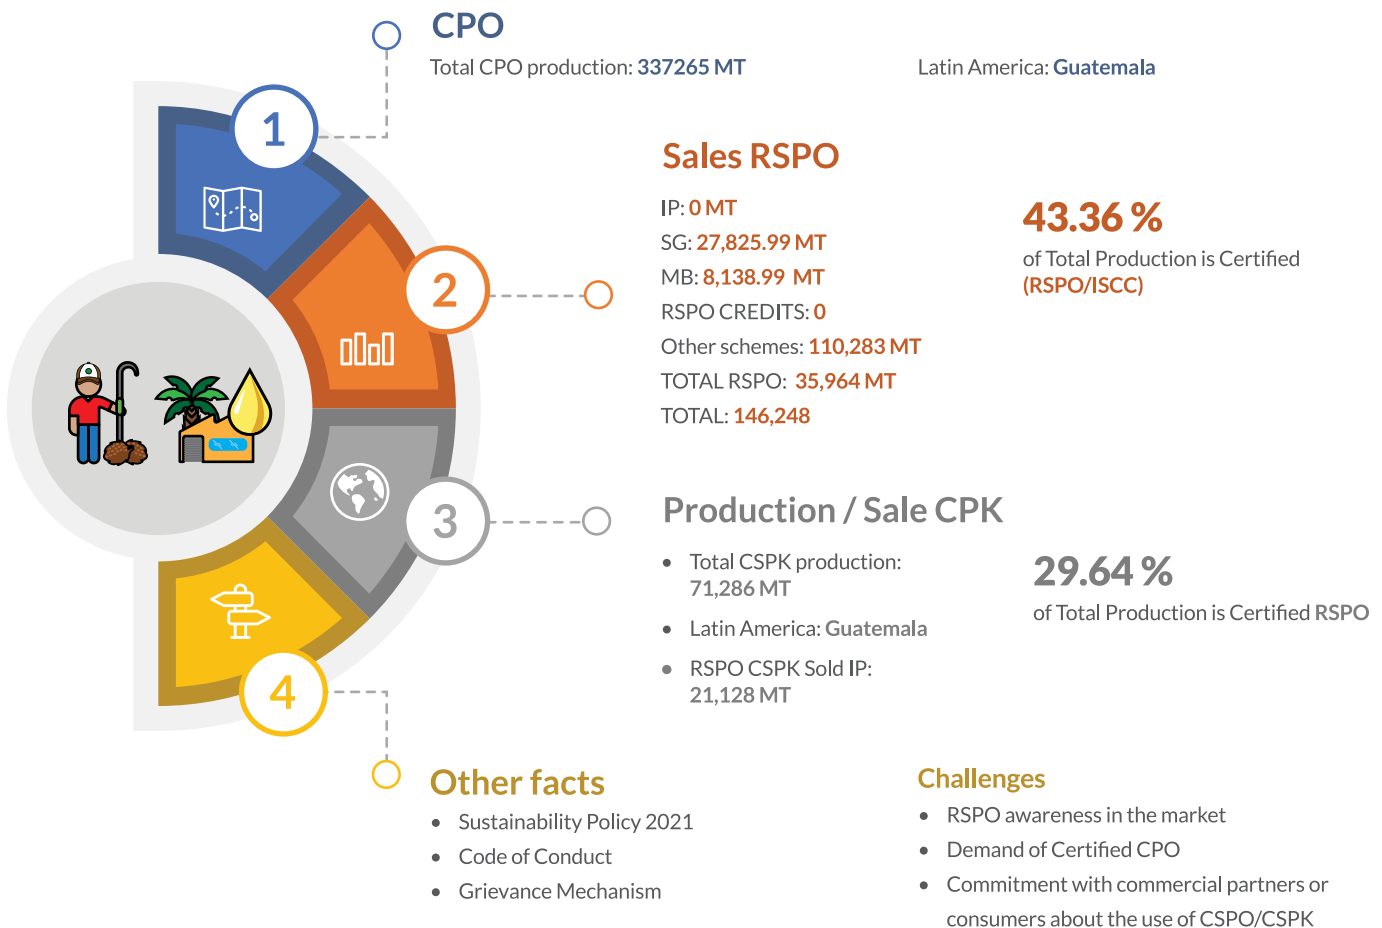 1
CPO
Total CPO production: 337265 MT
Latin America: Guatemala
2
Sales RSPO
IP: 0 MT
SG: 27,825.99 MT
MB: 8,138.99 MT
RSPO CREDITS: 0
Other schemes: 110,283 MT
TOTAL RSPO: 35,964 MT
TOTAL: 146,248
43.36 %
of Total Production is Certified
(RSPO/ISCC)
3
Production / Sale CPK
• Total CSPK production:
71,286 MT
• Latin America: Guatemala
• RSPO CSPK Sold IP:
21,128 MT
29.64 %
of Total Production is Certified RSPO
4
Other facts
• Sustainability Policy 2021
• Code of Conduct
• Grievance Mechanism
Challenges
• RSPO awareness in the market
• Demand of Certified CPO
• Commitment with commercial partners or
consumers about the use of CSPO/CSPK